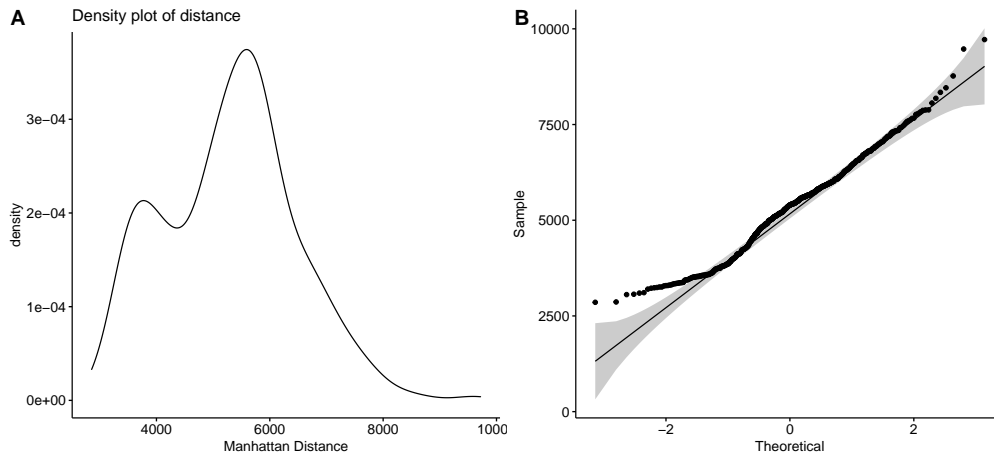 A
Density plot of distance
density
3e−04
2e−04
1e−04
0e+00
4000
6000
8000
1000
Manhattan Distance
B
Sample
10000
7500
5000
2500
0
−2
0
2
Theoretical